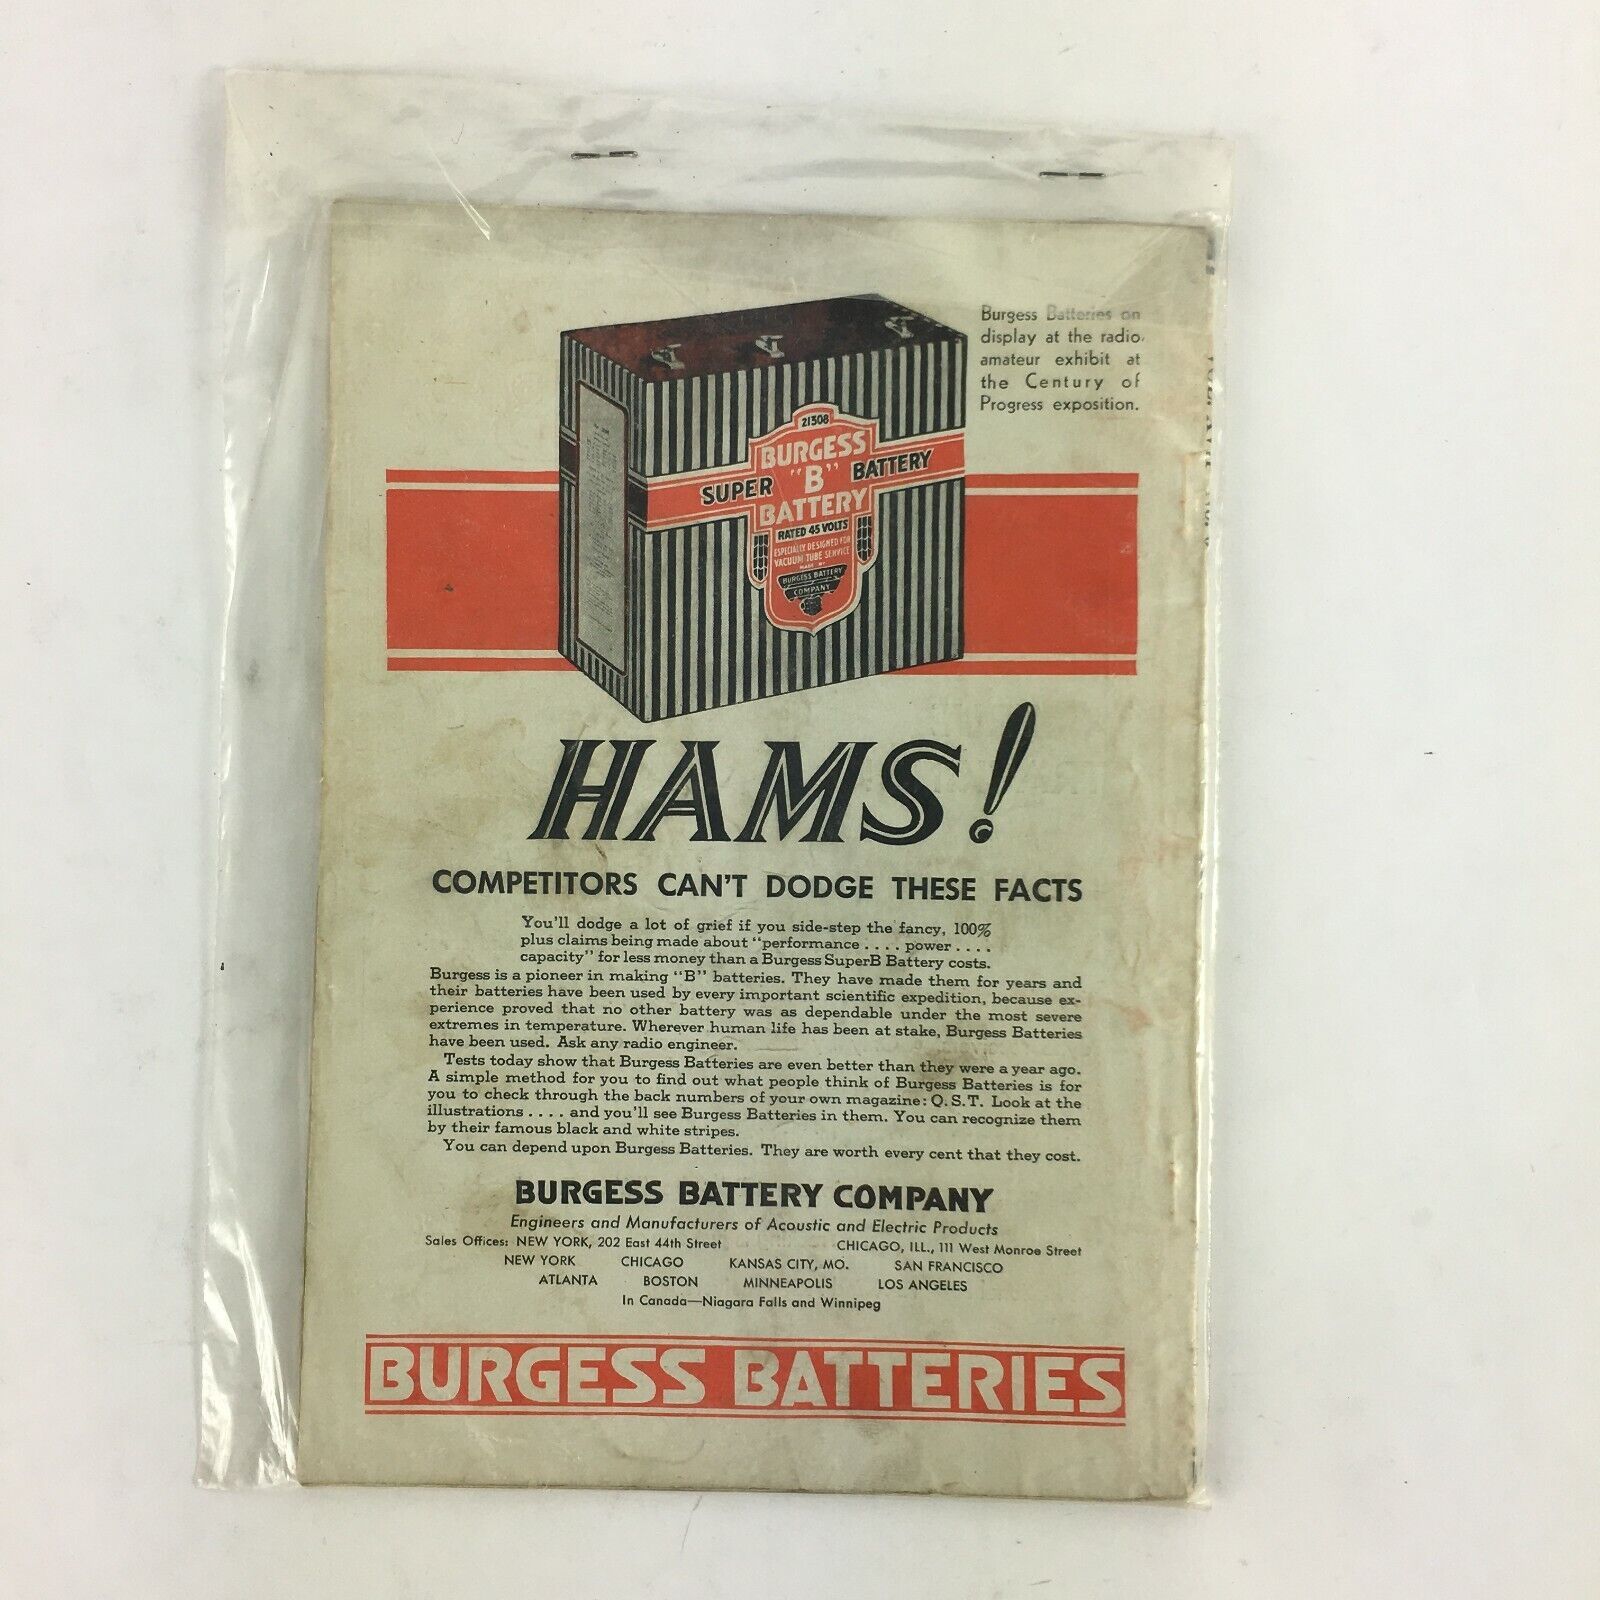 Burgess Batteries on
display at the radio
amateur exhibit at
the Century of
Progress exposition.
21308
BURGESS
"B"
BATTERY
SUPER BATTERY
RATED 45 VOLTS
ESPECIALLY DESIGNED FOR
VACUUM TUBE SERVICE
MADE BY
BURGESS BATTERY
COMPANY
HAMS!
COMPETITORS CAN'T DODGE THESE FACTS
You'll dodge a lot of grief if you side-step the fancy, 100%
plus claims being made about "performance .... power ....
capacity" for less money than a Burgess SuperB Battery costs.
Burgess is a pioneer in making "B" batteries. They have made them for years and
their batteries have been used by every important scientific expedition, because ex-
perience proved that no other battery was as dependable under the most severe
extremes in temperature. Wherever human life has been at stake, Burgess Batteries
have been used. Ask any radio engineer.
Tests today show that Burgess Batteries are even better than they were a year ago.
A simple method for you to find out what people think of Burgess Batteries is for
you to check through the back numbers of your own magazine: Q.S.T. Look at the
illustrations .... and you'll see Burgess Batteries in them. You can recognize them
by their famous black and white stripes.
You can depend upon Burgess Batteries. They are worth every cent that they cost.
BURGESS BATTERY COMPANY
Engineers and Manufacturers of Acoustic and Electric Products
Sales Offices: NEW YORK, 202 East 44th Street CHICAGO, ILL., 111 West Monroe Street
NEW YORK CHICAGO KANSAS CITY, MO. SAN FRANCISCO
ATLANTA BOSTON MINNEAPOLIS LOS ANGELES
In Canada—Niagara Falls and Winnipeg
BURGESS BATTERIES